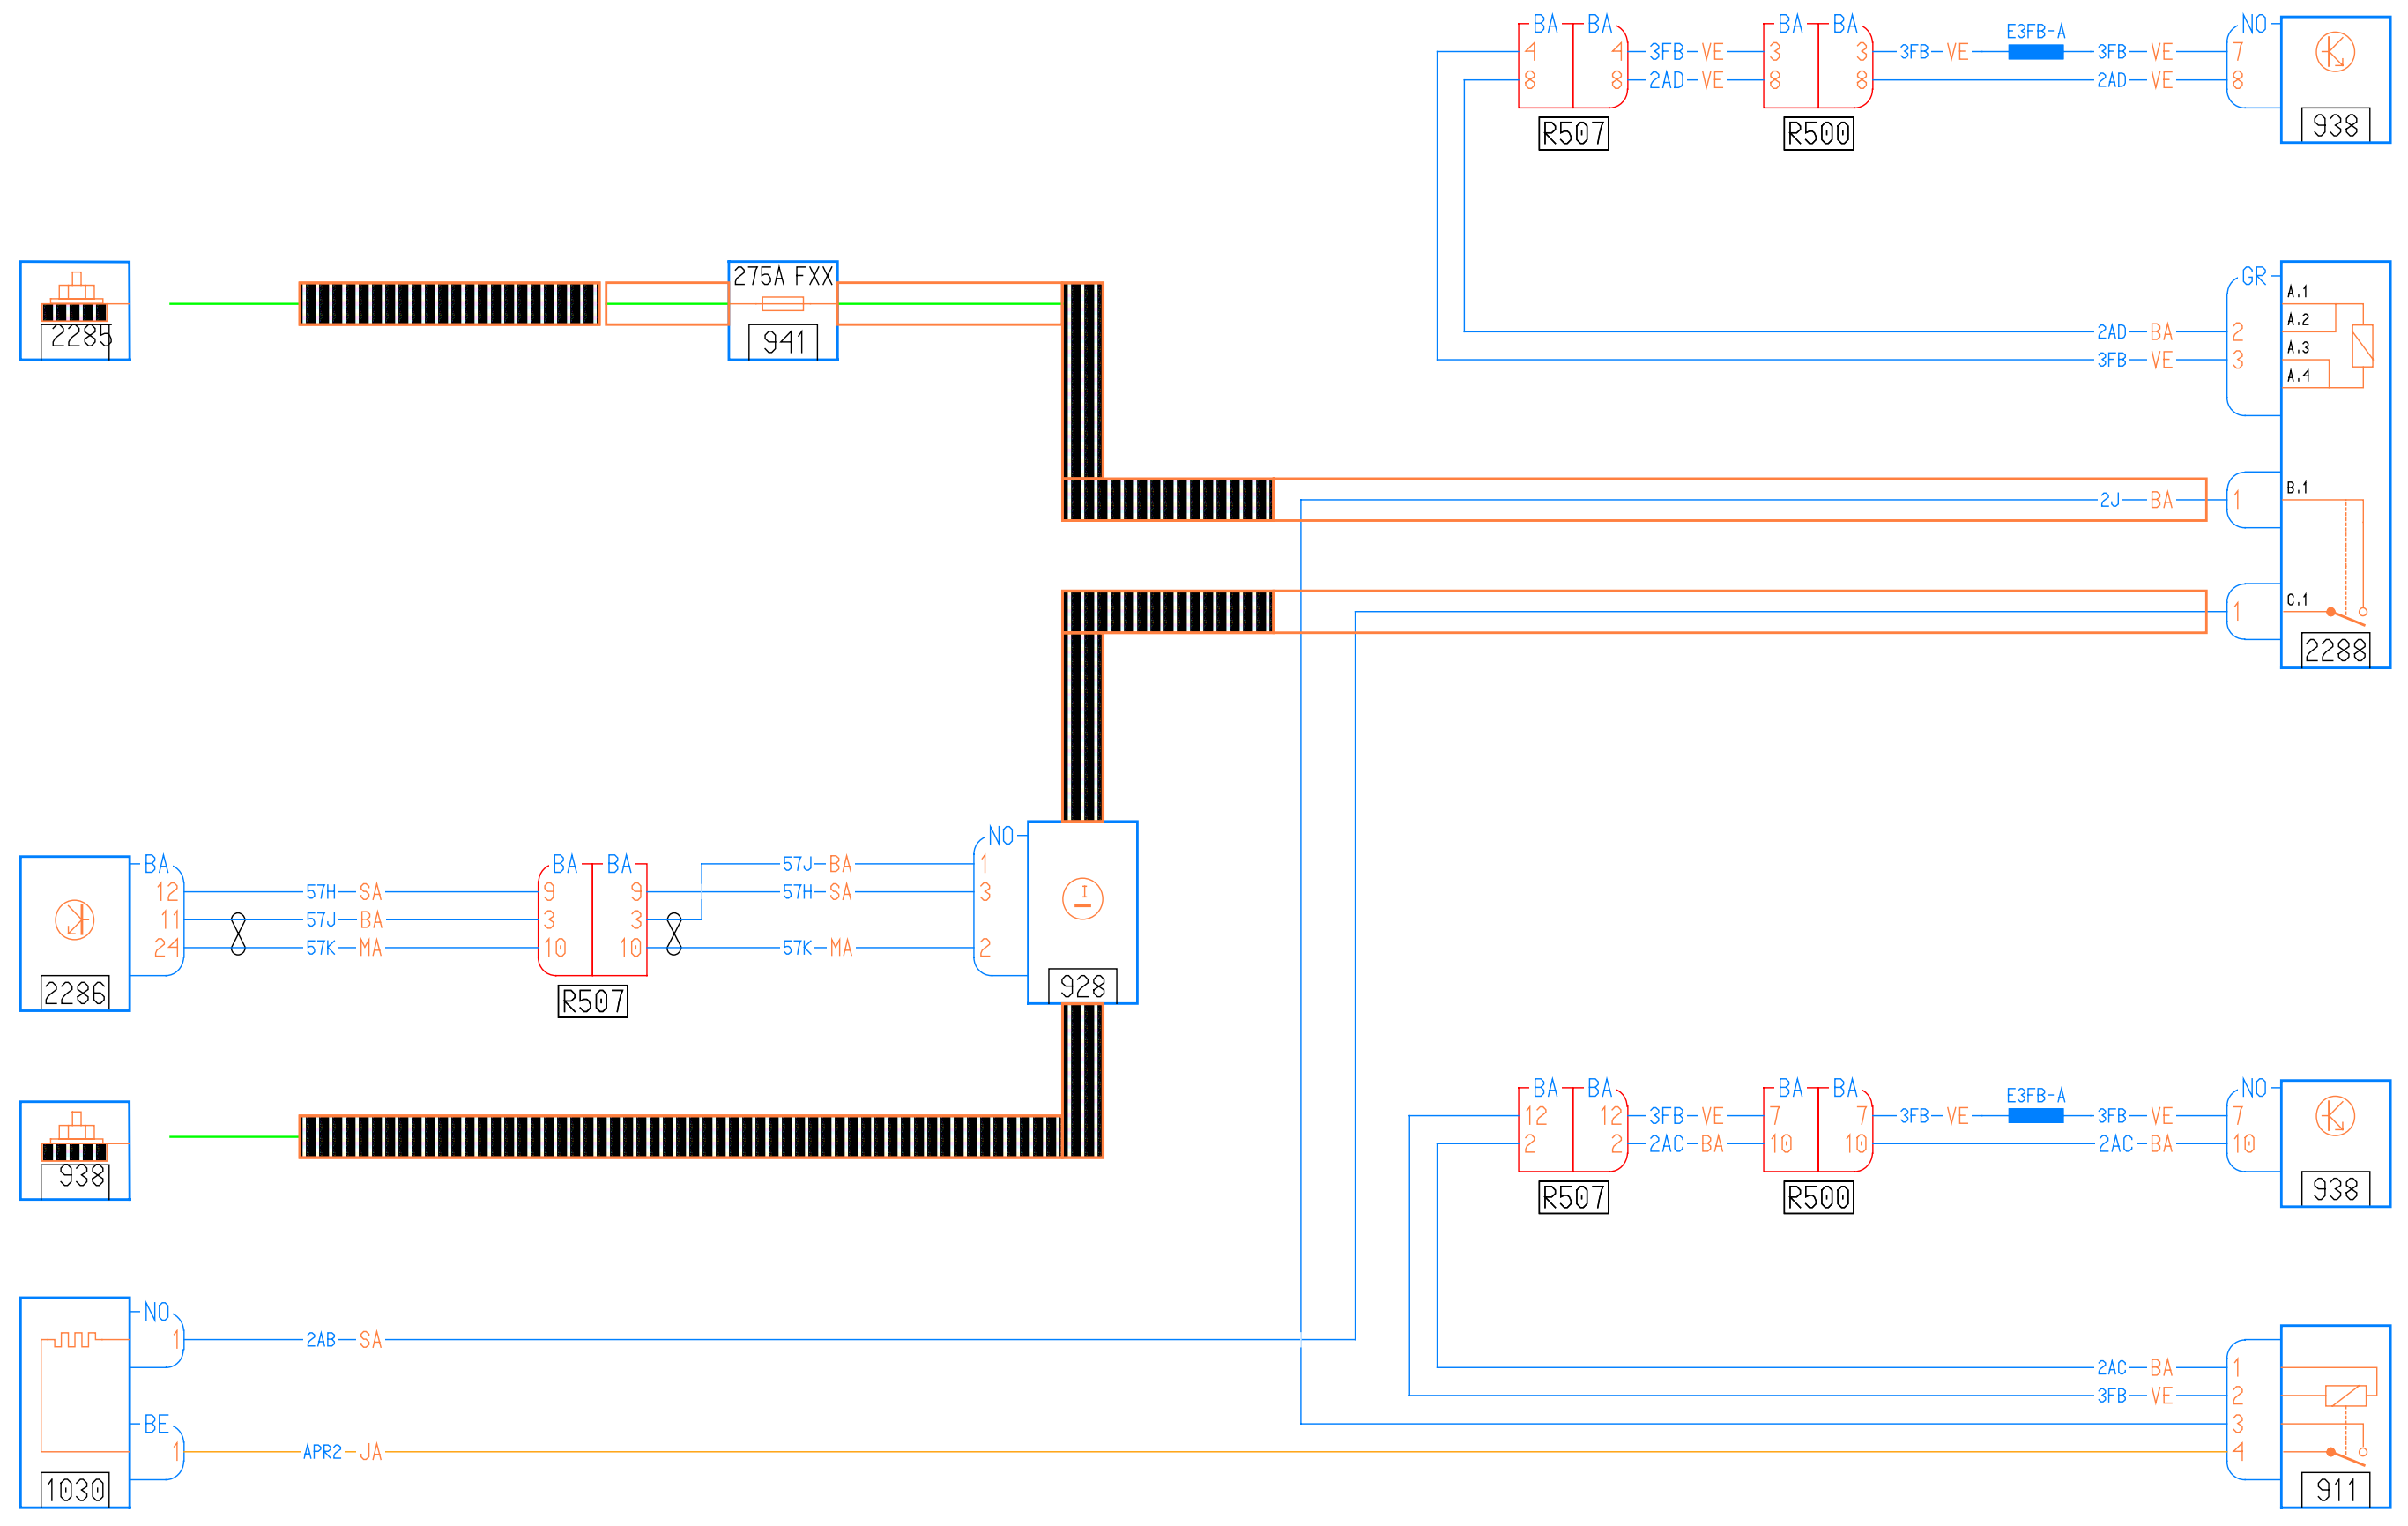 BA BA BA BA E3FB-A NO
4 4 3FB VE 3 3 3FB VE 3FB VE 7
8 8 2AD VE 8 8 2AD VE 8
R507 R500 938
275A FXX GR
A.1
2285 941 2AD BA 2 A.2
3FB VE 3 A.3
A.4
2J BA 1 B.1
1 C.1
2288
NO
BA BA BA 57J BA 1
12 57H SA 9 9 57H SA 3
11 57J BA 3 3
24 57K MA 10 10 57K MA 2
2286 R507 928
I
BA BA BA BA E3FB-A NO
12 12 3FB VE 7 7 3FB VE 3FB VE 7
2 2 2AC BA 10 10 2AC BA 10
938 R507 R500 938
NO
1 2AB SA
2AC BA 1
3FB VE 2
BE 3
1 APR2 JA 4
1030 911